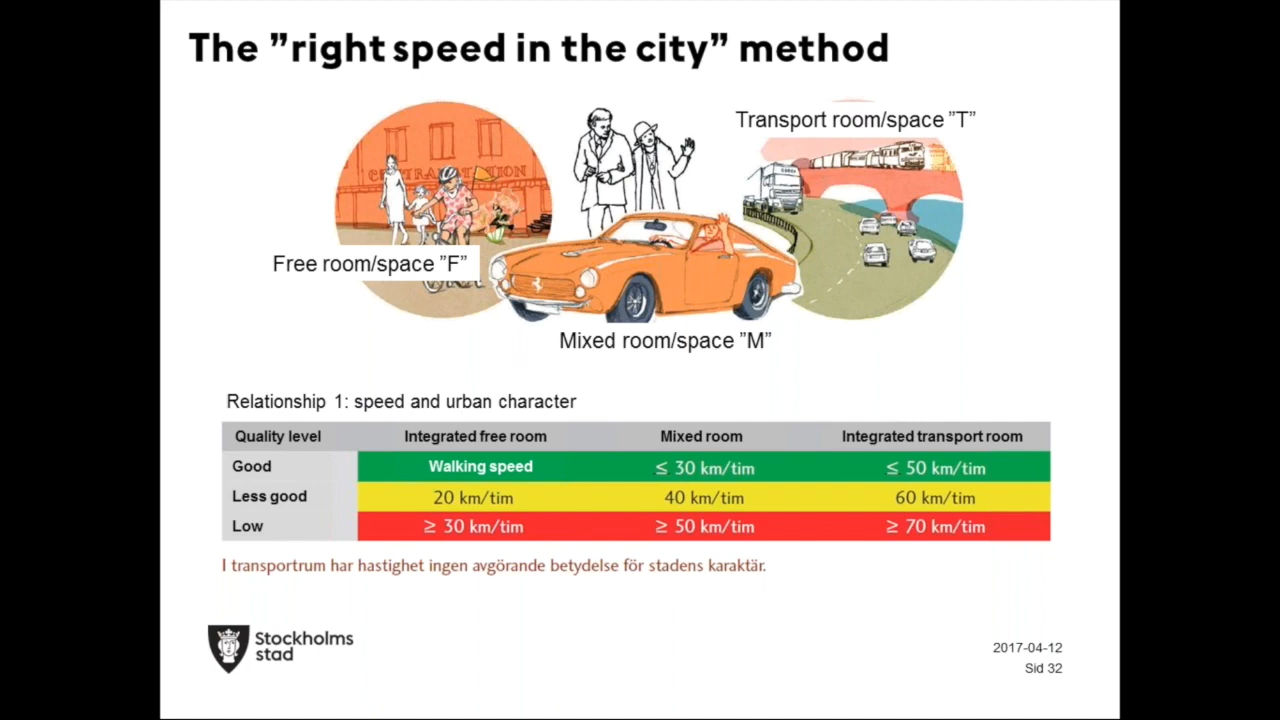 The ”right speed in the city” method
Transport room/space ”T”
CENTRALSTATION
Free room/space ”F”
Mixed room/space ”M”
Relationship 1: speed and urban character
Quality level Integrated free room Mixed room Integrated transport room
Good Walking speed ≤ 30 km/tim ≤ 50 km/tim
Less good 20 km/tim 40 km/tim 60 km/tim
Low ≥ 30 km/tim ≥ 50 km/tim ≥ 70 km/tim
I transportrum har hastighet ingen avgörande betydelse för stadens karaktär.
Stockholms
stad
2017-04-12
Sid 32